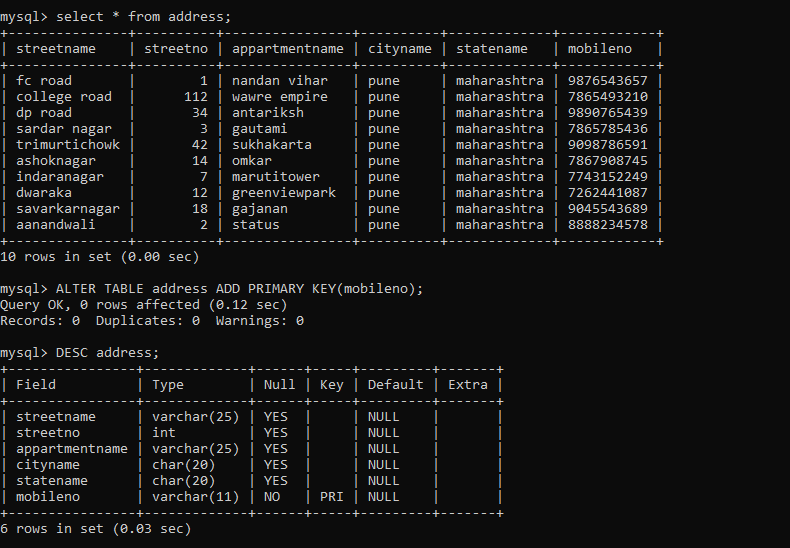 mysql> select * from address;
+---------------+----------+----------------+----------+-------------+------------+
| streetname    | streetno | appartmentname | cityname | statename   | mobileno   |
+---------------+----------+----------------+----------+-------------+------------+
| fc road       |        1 | nandan vihar   | pune     | maharashtra | 9876543657 |
| college road  |      112 | wawre empire   | pune     | maharashtra | 7865493210 |
| dp road       |       34 | antariksh      | pune     | maharashtra | 9890765439 |
| sardar nagar  |        3 | gautami        | pune     | maharashtra | 7865785436 |
| trimurtichowk |       42 | sukhakarta     | pune     | maharashtra | 9098786591 |
| ashoknagar    |       14 | omkar          | pune     | maharashtra | 7867908745 |
| indaranagar   |        7 | marutitower    | pune     | maharashtra | 7743152249 |
| dwaraka       |       12 | greenviewpark  | pune     | maharashtra | 7262441087 |
| savarkarnagar |       18 | gajanan        | pune     | maharashtra | 9045543689 |
| aanandwali    |        2 | status         | pune     | maharashtra | 8888234578 |
+---------------+----------+----------------+----------+-------------+------------+
10 rows in set (0.00 sec)

mysql> ALTER TABLE address ADD PRIMARY KEY(mobileno);
Query OK, 0 rows affected (0.12 sec)
Records: 0  Duplicates: 0  Warnings: 0

mysql> DESC address;
+----------------+-------------+------+-----+---------+-------+
| Field          | Type        | Null | Key | Default | Extra |
+----------------+-------------+------+-----+---------+-------+
| streetname     | varchar(25) | YES  |     | NULL    |       |
| streetno       | int         | YES  |     | NULL    |       |
| appartmentname | varchar(25) | YES  |     | NULL    |       |
| cityname       | char(20)    | YES  |     | NULL    |       |
| statename      | char(20)    | YES  |     | NULL    |       |
| mobileno       | varchar(11) | NO   | PRI | NULL    |       |
+----------------+-------------+------+-----+---------+-------+
6 rows in set (0.03 sec)